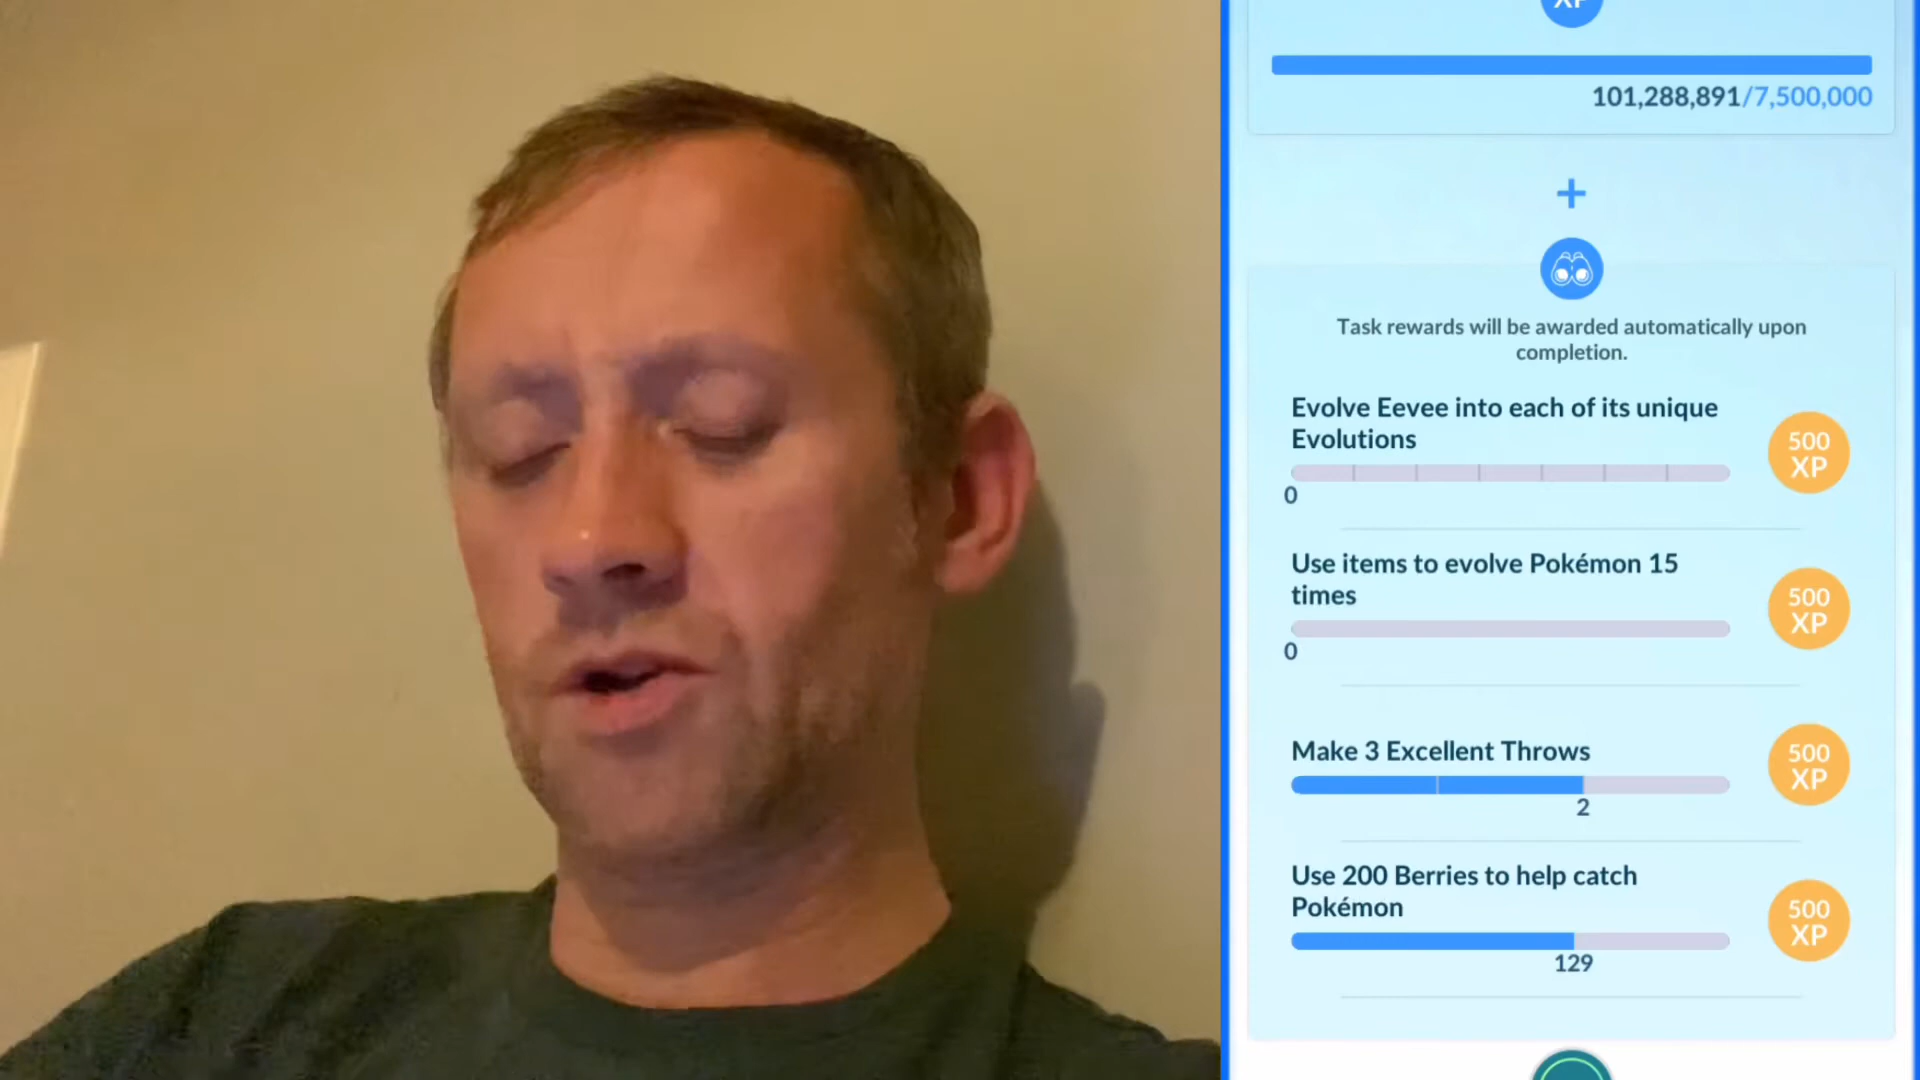 XP
101,288,891/7,500,000
Task rewards will be awarded automatically upon
completion.
Evolve Eevee into each of its unique
Evolutions
500
XP
0
Use items to evolve Pokémon 15
times
500
XP
0
Make 3 Excellent Throws
500
XP
2
Use 200 Berries to help catch
Pokémon
500
XP
129